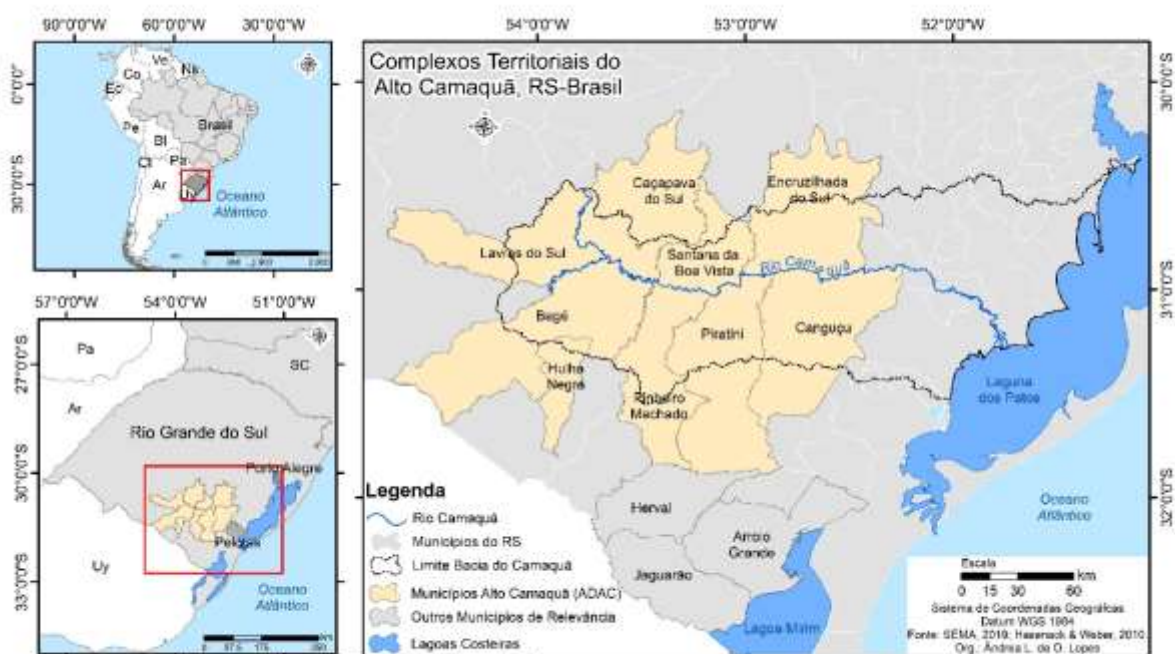 90°0'0"W 60°0'0"W 30°0'0"W
0°0'0"
30°0'0"S
Ve
Co
Ec
Pe
Brasil
Bl
Cl
Pa
Ar
Uy
Oceano
Atlântico
57°0'0"W 54°0'0"W 51°0'0"W
27°0'0"S
30°0'0"S
33°0'0"S
Pa
SC
Ar
Rio Grande do Sul
Porto Alegre
Pelotas
Uy
Oceano
Atlântico
54°0'0"W 53°0'0"W 52°0'0"W
Complexos Territoriais do
Alto Camaquã, RS-Brasil
30°0'0"S
31°0'0"S
32°0'0"S
Caçapava
do Sul
Encruzilhada
do Sul
Lavras do Sul
Santana da
Boa Vista
Rio Camaquã
Bagé
Piratini
Canguçu
Hulha
Negra
Pinheiro
Machado
Laguna
dos Patos
Herval
Arroio
Grande
Jaguarão
Lagoa Mirim
Oceano
Atlântico
Legenda
Rio Camaquã
Municípios do RS
Limite Bacia do Camaquã
Municípios Alto Camaquã (ADAC)
Outros Municípios de Relevância
Lagoas Costeiras
Escala
0 15 30 60 km
Sistema de Coordenadas Geográficas
Datum WGS 1984
Fonte: SEMA, 2019; Hasenack & Weber, 2010.
Org.: Ândrea L. de O. Lopes